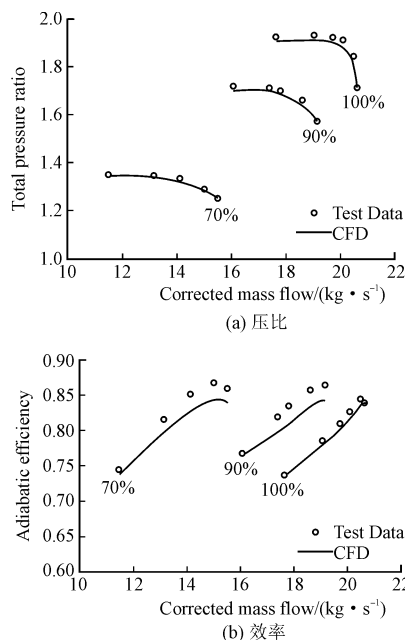 2.0
1.8
1.6
1.4
1.2
1.0
Total pressure ratio
100%
90%
70%
Test Data
CFD
10 12 14 16 18 20 22
Corrected mass flow/(kg·s⁻¹)
(a) 压比
0.90
0.85
0.80
0.75
0.70
0.65
0.60
Adiabatic efficiency
70%
90%
100%
Test Data
CFD
10 12 14 16 18 20 22
Corrected mass flow/(kg·s⁻¹)
(b) 效率